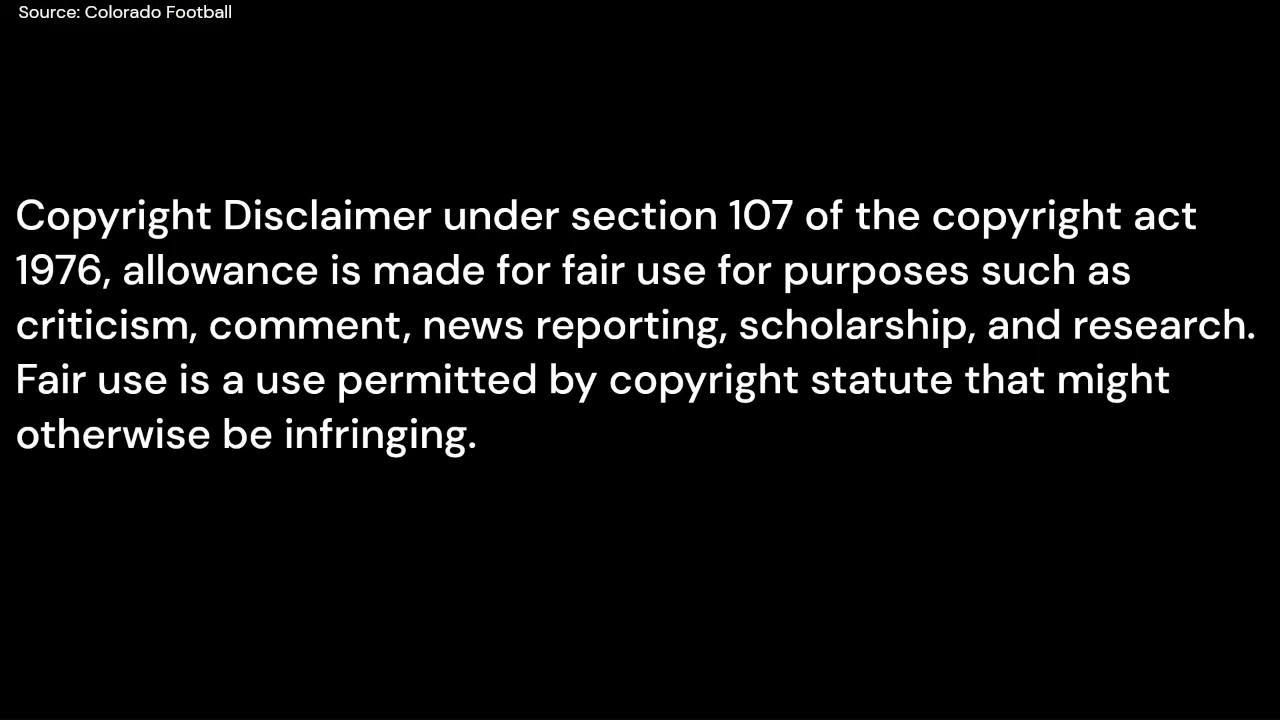 Source: Colorado Football
Copyright Disclaimer under section 107 of the copyright act
1976, allowance is made for fair use for purposes such as
criticism, comment, news reporting, scholarship, and research.
Fair use is a use permitted by copyright statute that might
otherwise be infringing.